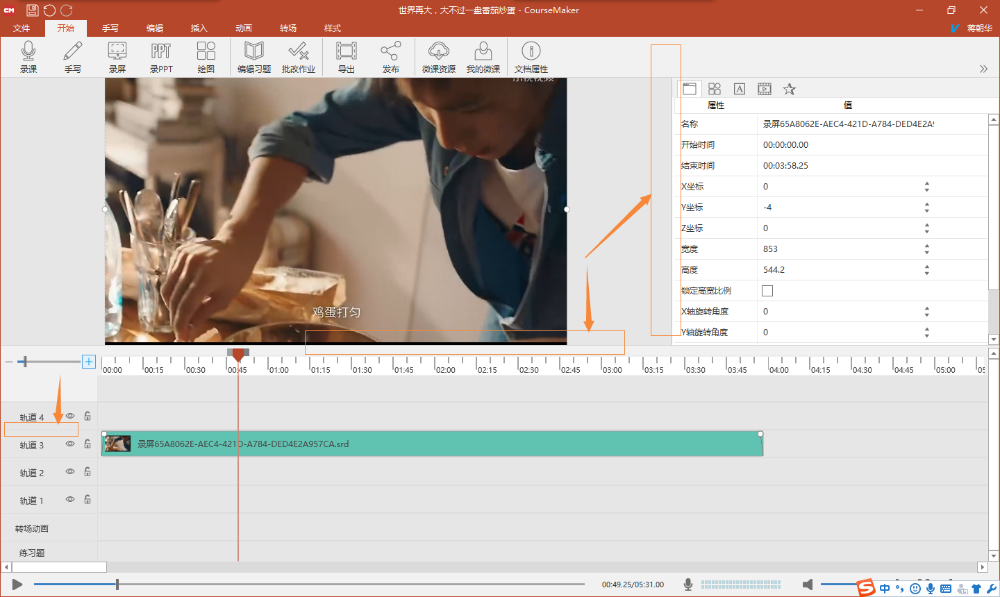 CM
世界再大，大不过一盘番茄炒蛋 - CourseMaker
文件 开始 手写 编辑 插入 动画 转场 样式
蒋朝华
录课 手写 录屏 录PPT 绘图 编辑习题 批改作业 导出 发布 微课资源 我的微课 文档属性
PPT
鸡蛋打匀
属性 值
名称 录屏65A8062E-AEC4-421D-A784-DED4E2A9
开始时间 00:00:00.00
结束时间 00:03:58.25
X坐标 0
Y坐标 -4
Z坐标 0
宽度 853
高度 544.2
锁定高宽比例
X轴旋转角度 0
Y轴旋转角度 0
00:00 00:15 00:30 00:45 01:00 01:15 01:30 01:45 02:00 02:15 02:30 02:45 03:00 03:15 03:30 03:45 04:00 04:15 04:30 04:45 05:00
轨道 4
轨道 3
录屏65A8062E-AEC4-421D-A784-DED4E2A957CA.srd
轨道 2
轨道 1
转场动画
练习题
00:49.25/05:31.00
中